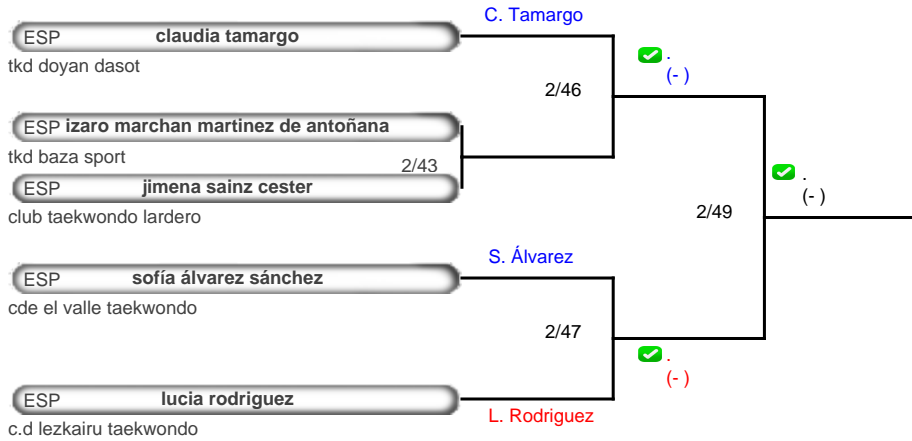 C. Tamargo
ESP claudia tamargo
tkd doyan dasot
.
(- )
2/46
ESP izaro marchan martinez de antoñana
tkd baza sport
2/43
ESP jimena sainz cester
club taekwondo lardero
.
(- )
2/49
S. Álvarez
ESP sofía álvarez sánchez
cde el valle taekwondo
2/47
.
(- )
ESP lucia rodriguez
L. Rodriguez
c.d lezkairu taekwondo